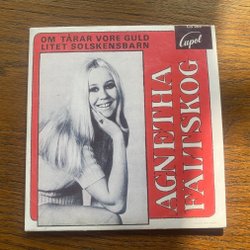 OM TÅRAR VORE GULD
LITET SOLSKENSBARN
Cupol
AGNETHA
FÄLTSKOG